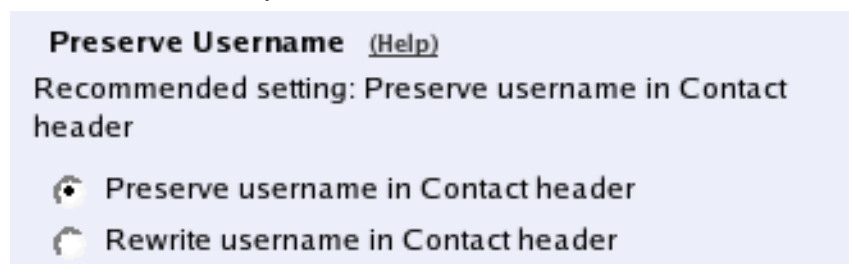 Preserve Username (Help)
Recommended setting: Preserve username in Contact
header
Preserve username in Contact header
Rewrite username in Contact header